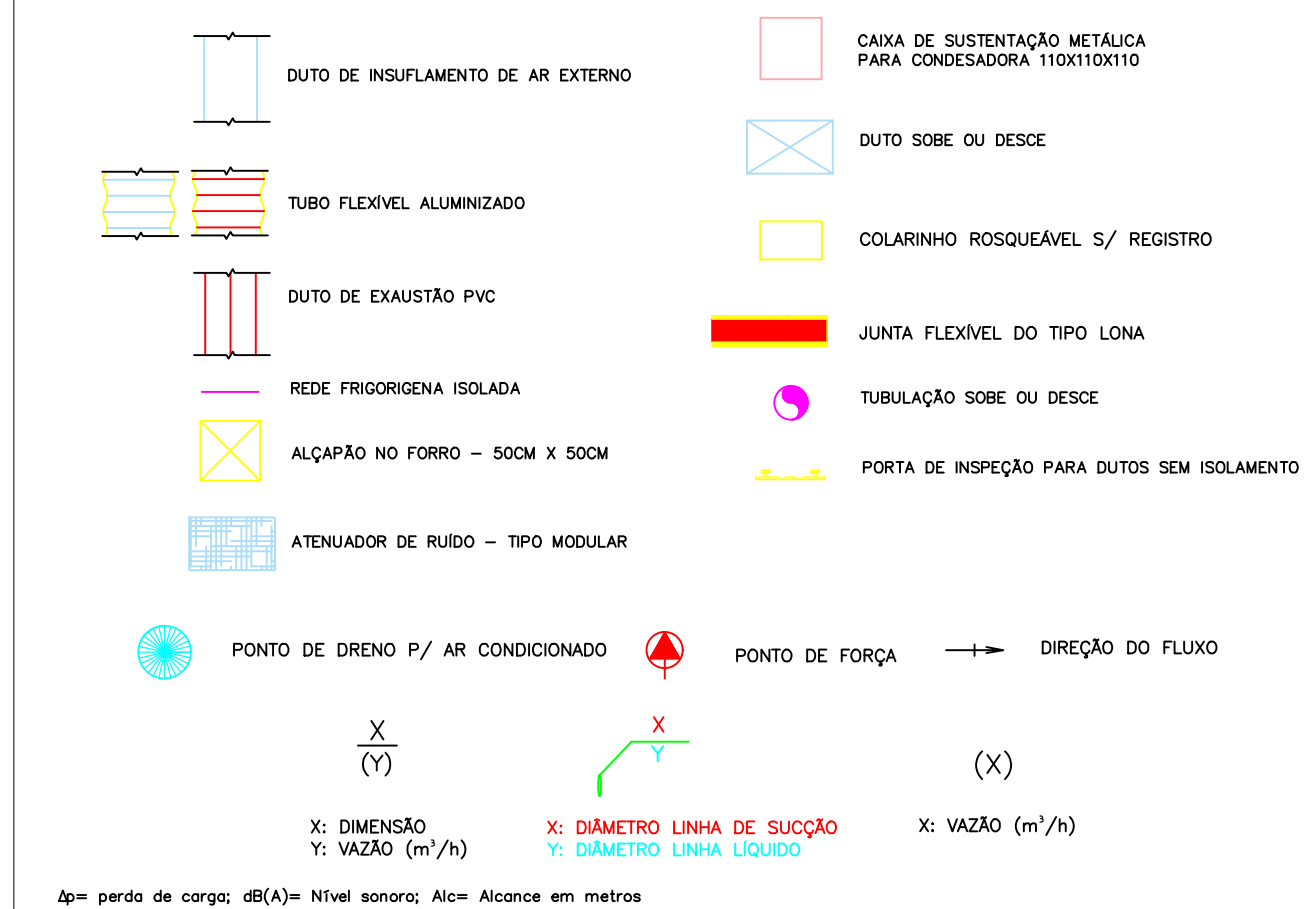 DUTO DE INSUFLAMENTO DE AR EXTERNO
TUBO FLEXÍVEL ALUMINIZADO
DUTO DE EXAUSTÃO PVC
REDE FRIGORIGENA ISOLADA
ALÇAPÃO NO FORRO – 50CM X 50CM
ATENUADOR DE RUÍDO – TIPO MODULAR
CAIXA DE SUSTENTAÇÃO METÁLICA
PARA CONDESADORA 110X110X110
DUTO SOBE OU DESCE
COLARINHO ROSQUEÁVEL S/ REGISTRO
JUNTA FLEXÍVEL DO TIPO LONA
TUBULAÇÃO SOBE OU DESCE
PORTA DE INSPEÇÃO PARA DUTOS SEM ISOLAMENTO
PONTO DE DRENO P/ AR CONDICIONADO
PONTO DE FORÇA
DIREÇÃO DO FLUXO
X
(Y)
X: DIMENSÃO
Y: VAZÃO (m³/h)
X
Y
X: DIÂMETRO LINHA DE SUCÇÃO
Y: DIÂMETRO LINHA LÍQUIDO
(X)
X: VAZÃO (m³/h)
Δp= perda de carga; dB(A)= Nível sonoro; Alc= Alcance em metros